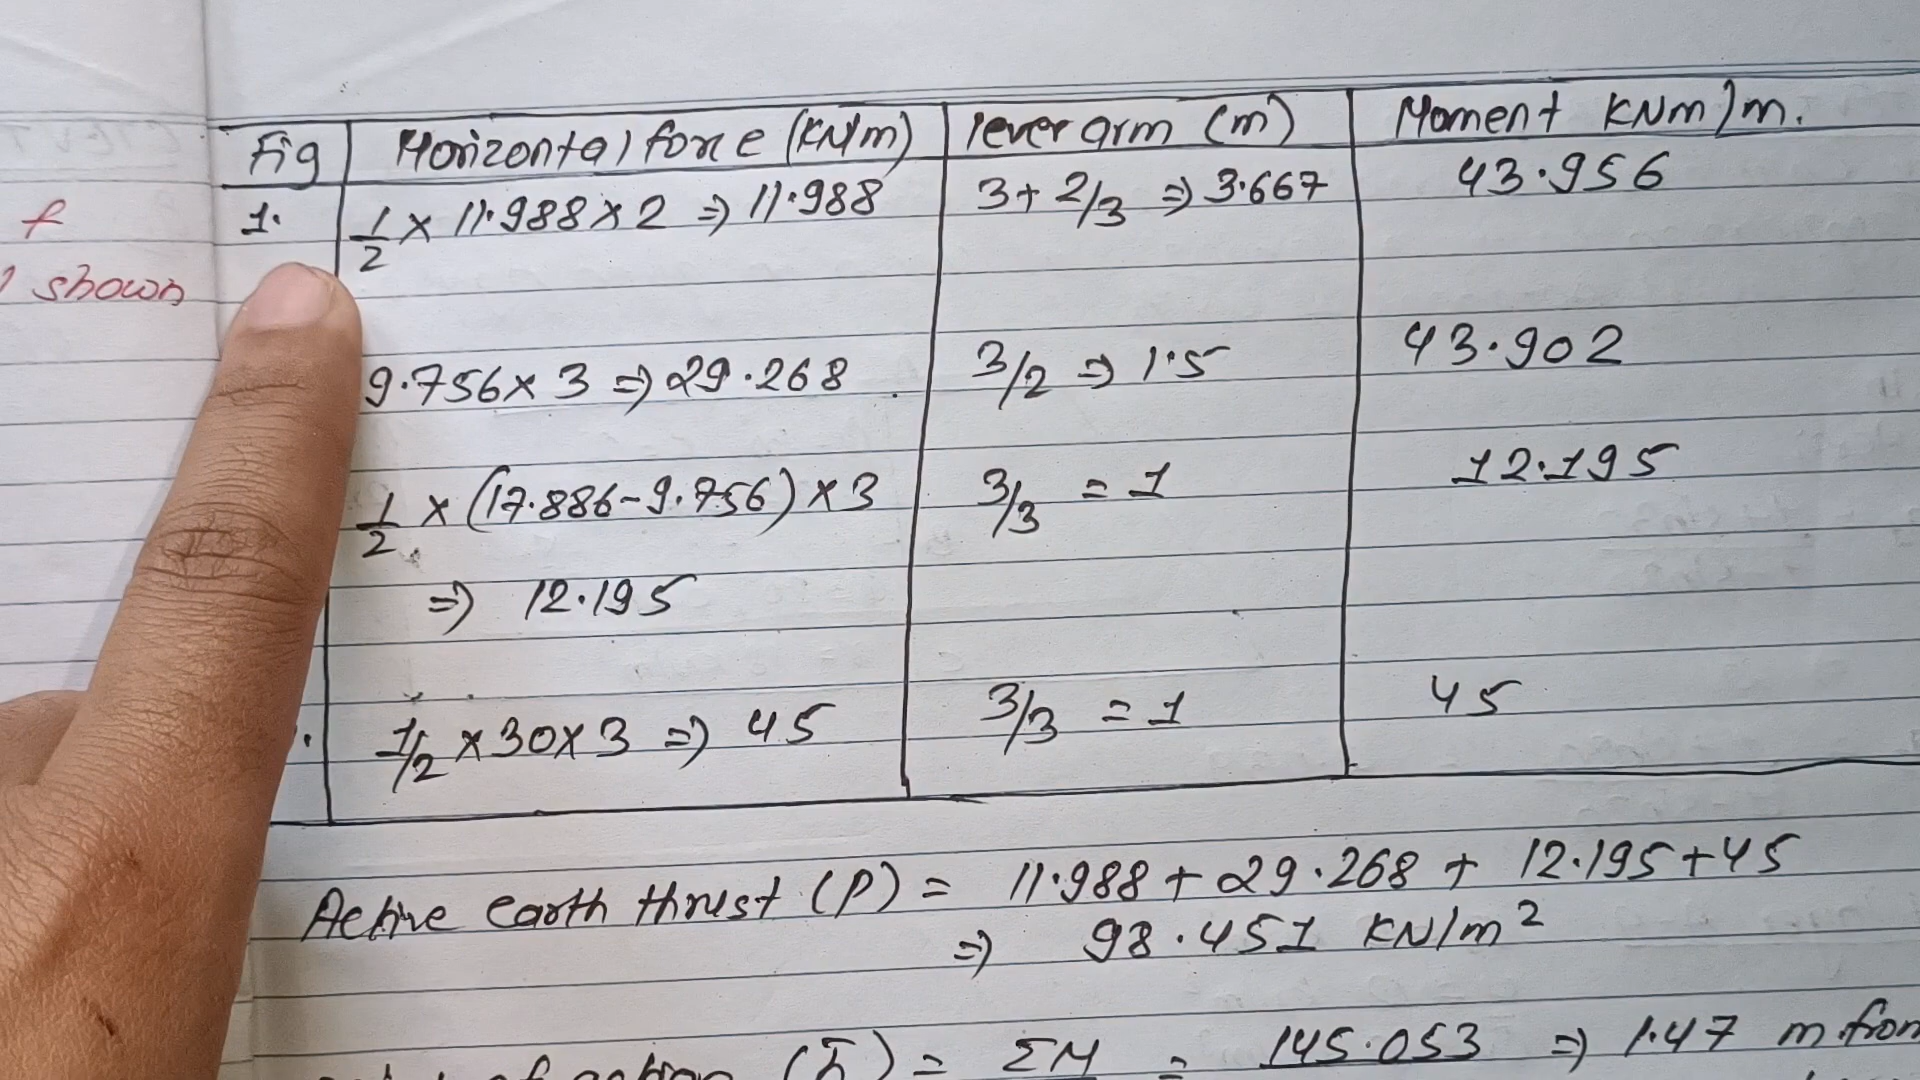 Fig Horizontal force (KN/m) lever arm (m) Moment KNm/m.
1. 1/2 × 11.988 × 2 ⇒ 11.988 3 + 2/3 ⇒ 3.667 43.956
f
shown
9.756 × 3 ⇒ 29.268 3/2 ⇒ 1.5 43.902
1/2 × (17.886 - 9.756) × 3 3/3 = 1 12.195
⇒ 12.195
1/2 × 30 × 3 ⇒ 45 3/3 = 1 45
Active earth thrust (P) = 11.988 + 29.268 + 12.195 + 45
⇒ 98.451 KN/m²
of action (h̄) = ΣM = 145.053 ⇒ 1.47 m from